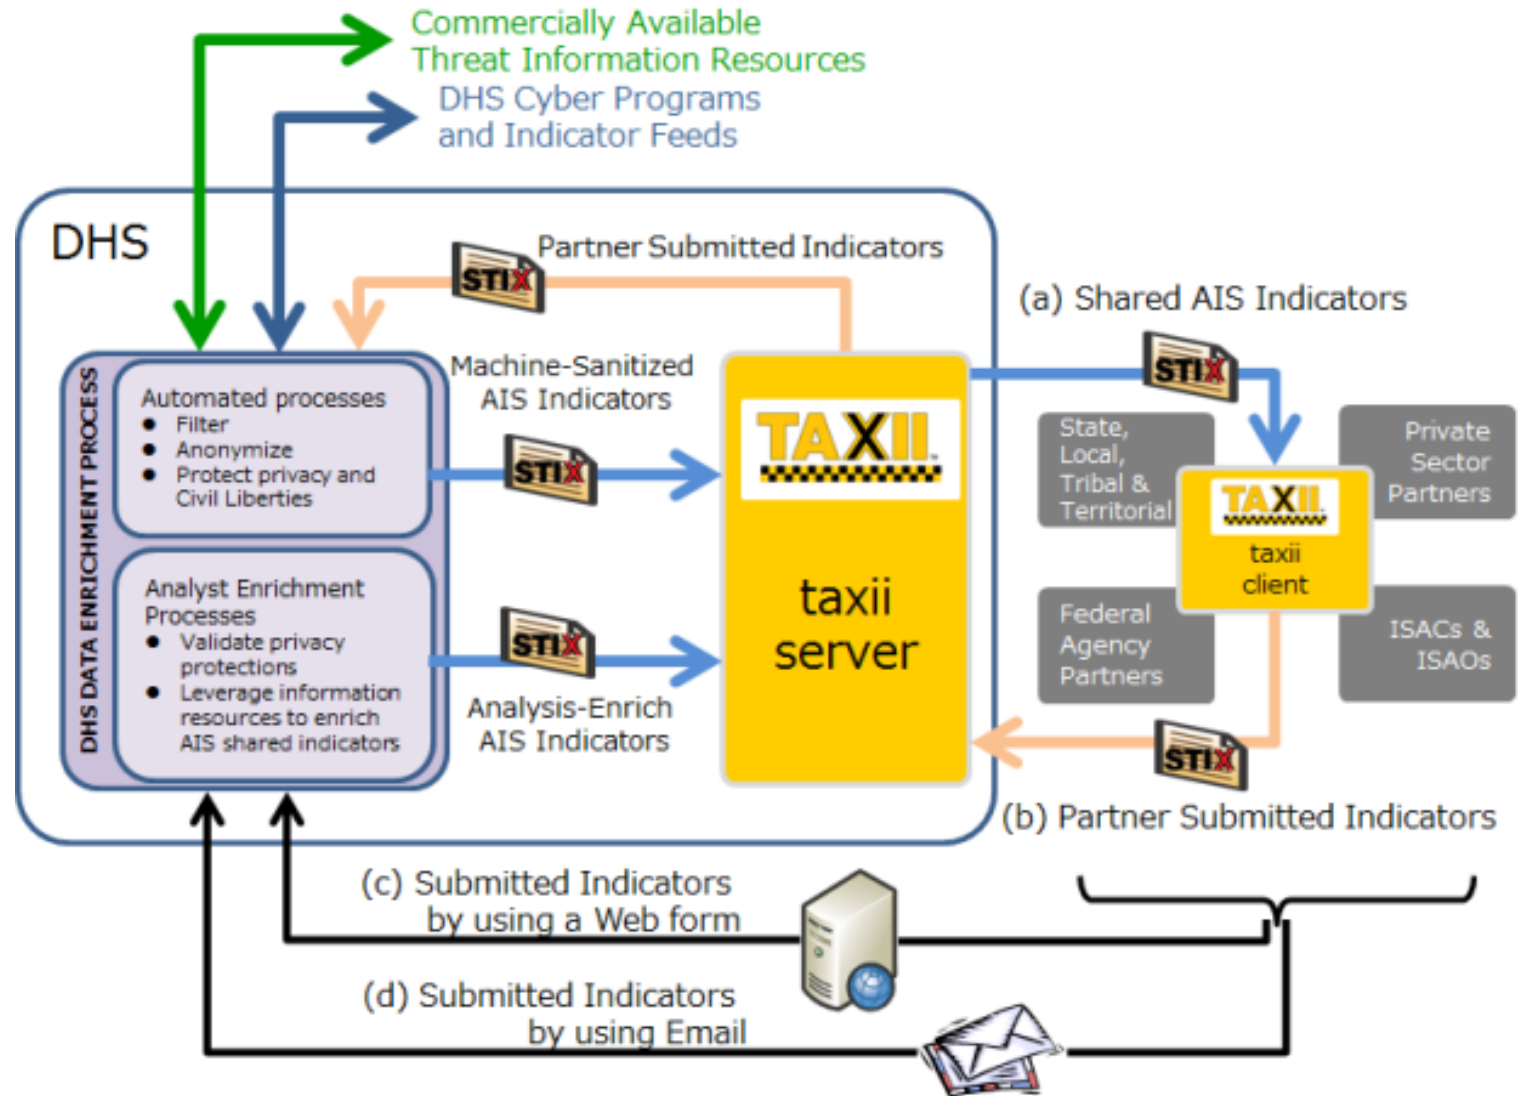 Commercially Available
Threat Information Resources
DHS Cyber Programs
and Indicator Feeds
DHS
Partner Submitted Indicators
STIX
(a) Shared AIS Indicators
STIX
DHS DATA ENRICHMENT PROCESS
Automated processes
● Filter
● Anonymize
● Protect privacy and
Civil Liberties
Machine-Sanitized
AIS Indicators
STIX
TAXII
taxii
server
State,
Local,
Tribal &
Territorial
Private
Sector
Partners
TAXII
taxii
client
Federal
Agency
Partners
ISACs &
ISAOs
Analyst Enrichment
Processes
● Validate privacy
protections
● Leverage information
resources to enrich
AIS shared indicators
STIX
Analysis-Enrich
AIS Indicators
STIX
(b) Partner Submitted Indicators
(c) Submitted Indicators
by using a Web form
(d) Submitted Indicators
by using Email